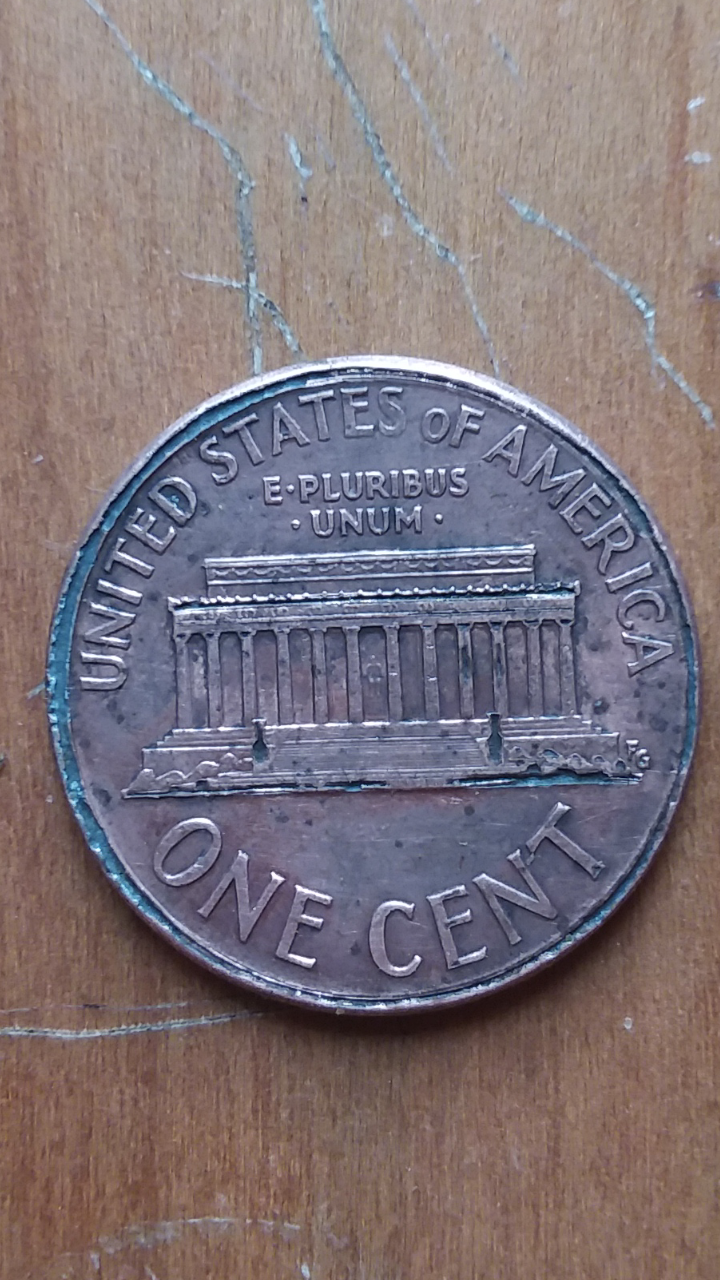 UNITED STATES OF AMERICA
E·PLURIBUS
·UNUM·
FG
ONE CENT